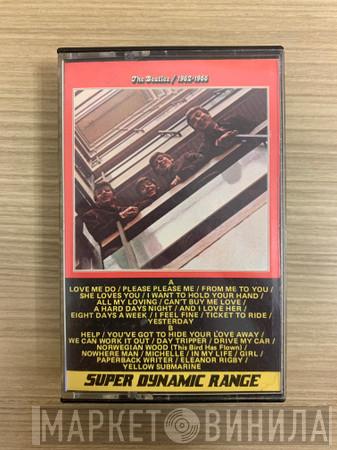 The Beatles / 1962-1966
A
LOVE ME DO / PLEASE PLEASE ME / FROM ME TO YOU /
SHE LOVES YOU / I WANT TO HOLD YOUR HAND /
ALL MY LOVING / CAN'T BUY ME LOVE /
A HARD DAYS NIGHT / AND I LOVE HER /
EIGHT DAYS A WEEK / I FEEL FINE / TICKET TO RIDE /
YESTERDAY
B
HELP / YOU'VE GOT TO HIDE YOUR LOVE AWAY /
WE CAN WORK IT OUT / DAY TRIPPER / DRIVE MY CAR /
NORWEGIAN WOOD (This Bird Has Flown) /
NOWHERE MAN / MICHELLE / IN MY LIFE / GIRL /
PAPERBACK WRITER / ELEANOR RIGBY /
YELLOW SUBMARINE
SUPER DYNAMIC RANGE
МАРКЕТ ВИНИЛА